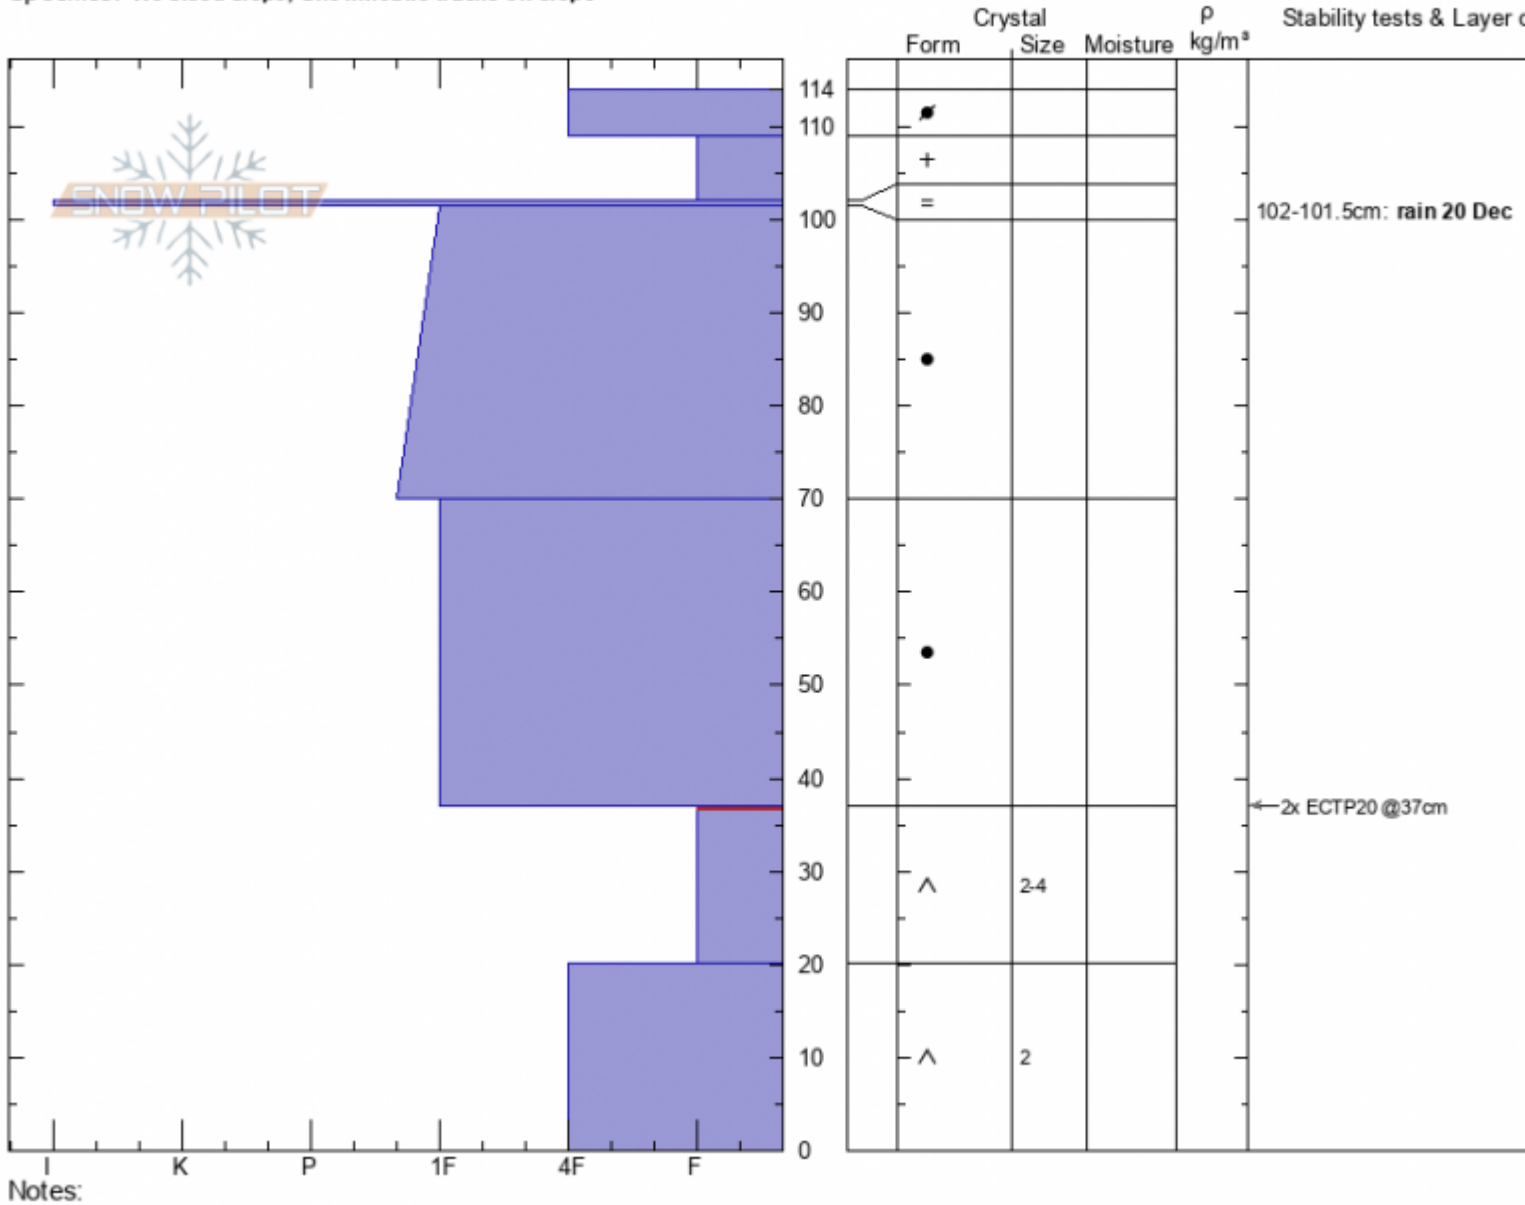 Crystal ρ Stability tests & Layer c
Form Size Moisture kg/m³
114
110
SNOW PILOT
=
100
102-101.5cm: rain 20 Dec
90
80
70
60
50
40
2x ECTP20 @37cm
30
2-4
20
10
2
0
I K P 1F 4F F
Notes: